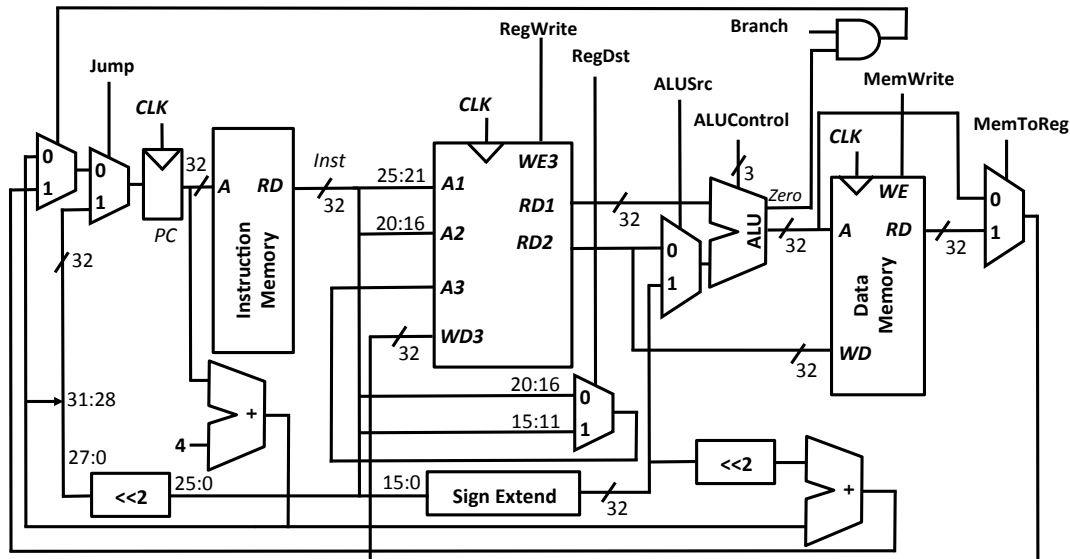 Branch
RegWrite
RegDst
Jump
ALUSrc
MemWrite
CLK
CLK
ALUControl
CLK
MemToReg
0
1
0
1
32
PC
A
RD
Instruction Memory
Inst
32
25:21
20:16
A1
A2
A3
WD3
WE3
RD1
RD2
32
32
0
1
3
Zero
ALU
32
A
WE
RD
Data Memory
WD
32
32
0
1
32
31:28
27:0
<<2
25:0
4
+
20:16
15:11
0
1
15:0
Sign Extend
32
<<2
+